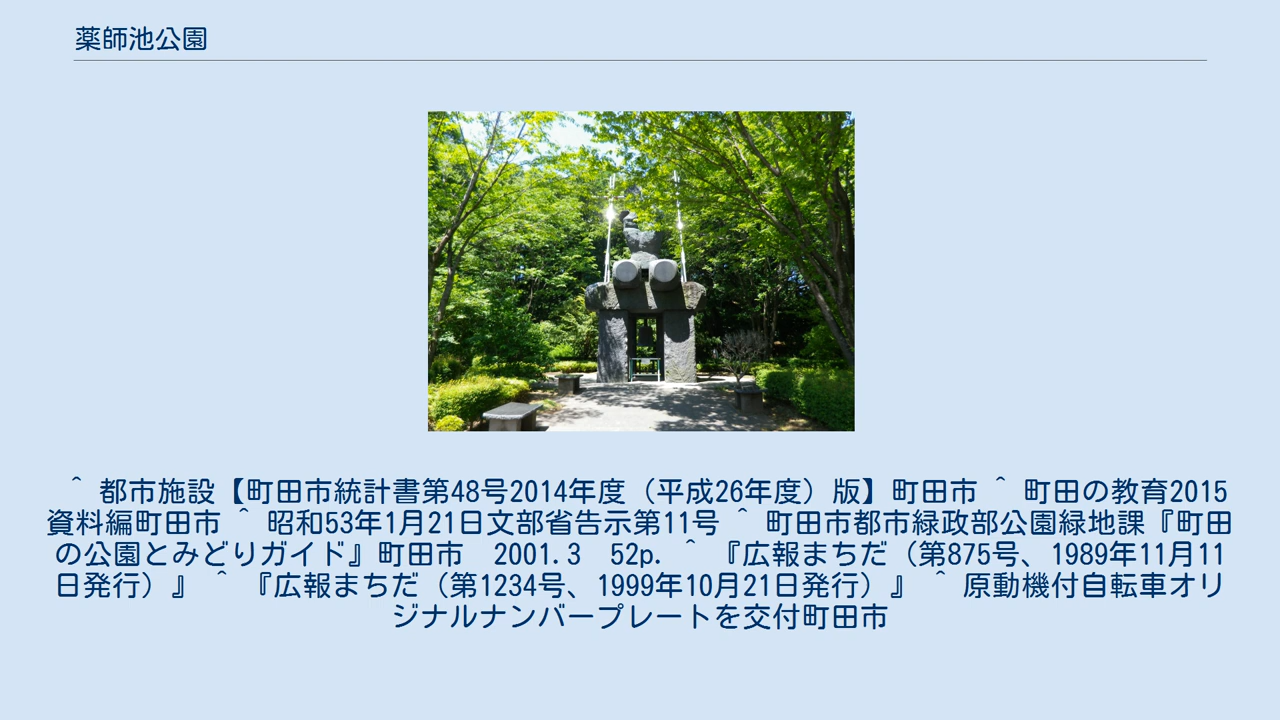 薬師池公園
＾ 都市施設【町田市統計書第48号2014年度（平成26年度）版】町田市 ＾ 町田の教育2015
資料編町田市 ＾ 昭和53年1月21日文部省告示第11号 ＾ 町田市都市緑政部公園緑地課『町田
の公園とみどりガイド』町田市　2001.3　52p. ＾ 『広報まちだ（第875号、1989年11月11
日発行）』 ＾ 『広報まちだ（第1234号、1999年10月21日発行）』 ＾ 原動機付自転車オリ
ジナルナンバープレートを交付町田市